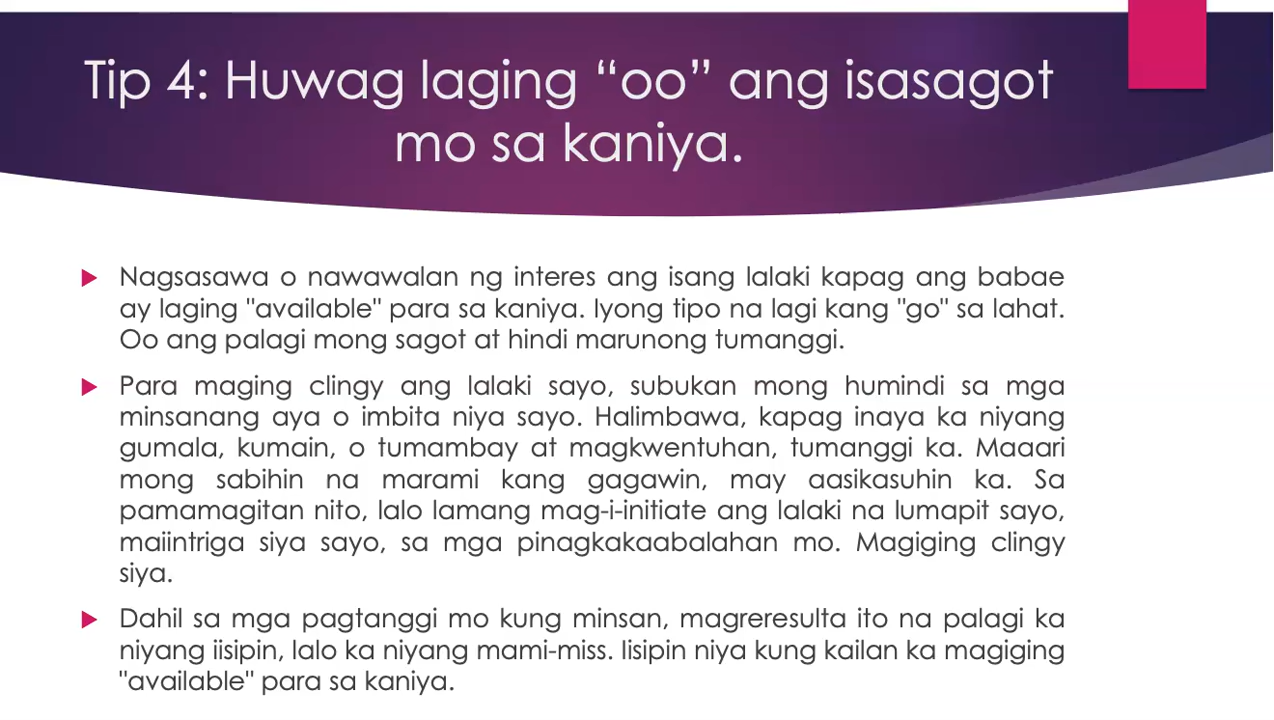 Tip 4: Huwag laging “oo” ang isasagot
mo sa kaniya.
Nagsasawa o nawawalan ng interes ang isang lalaki kapag ang babae
ay laging "available" para sa kaniya. Iyong tipo na lagi kang "go" sa lahat.
Oo ang palagi mong sagot at hindi marunong tumanggi.
Para maging clingy ang lalaki sayo, subukan mong humindi sa mga
minsanang aya o imbita niya sayo. Halimbawa, kapag inaya ka niyang
gumala, kumain, o tumambay at magkwentuhan, tumanggi ka. Maaari
mong sabihin na marami kang gagawin, may aasikasuhin ka. Sa
pamamagitan nito, lalo lamang mag-i-initiate ang lalaki na lumapit sayo,
maiintriga siya sayo, sa mga pinagkakaabalahan mo. Magiging clingy
siya.
Dahil sa mga pagtanggi mo kung minsan, magreresulta ito na palagi ka
niyang iisipin, lalo ka niyang mami-miss. Iisipin niya kung kailan ka magiging
"available" para sa kaniya.